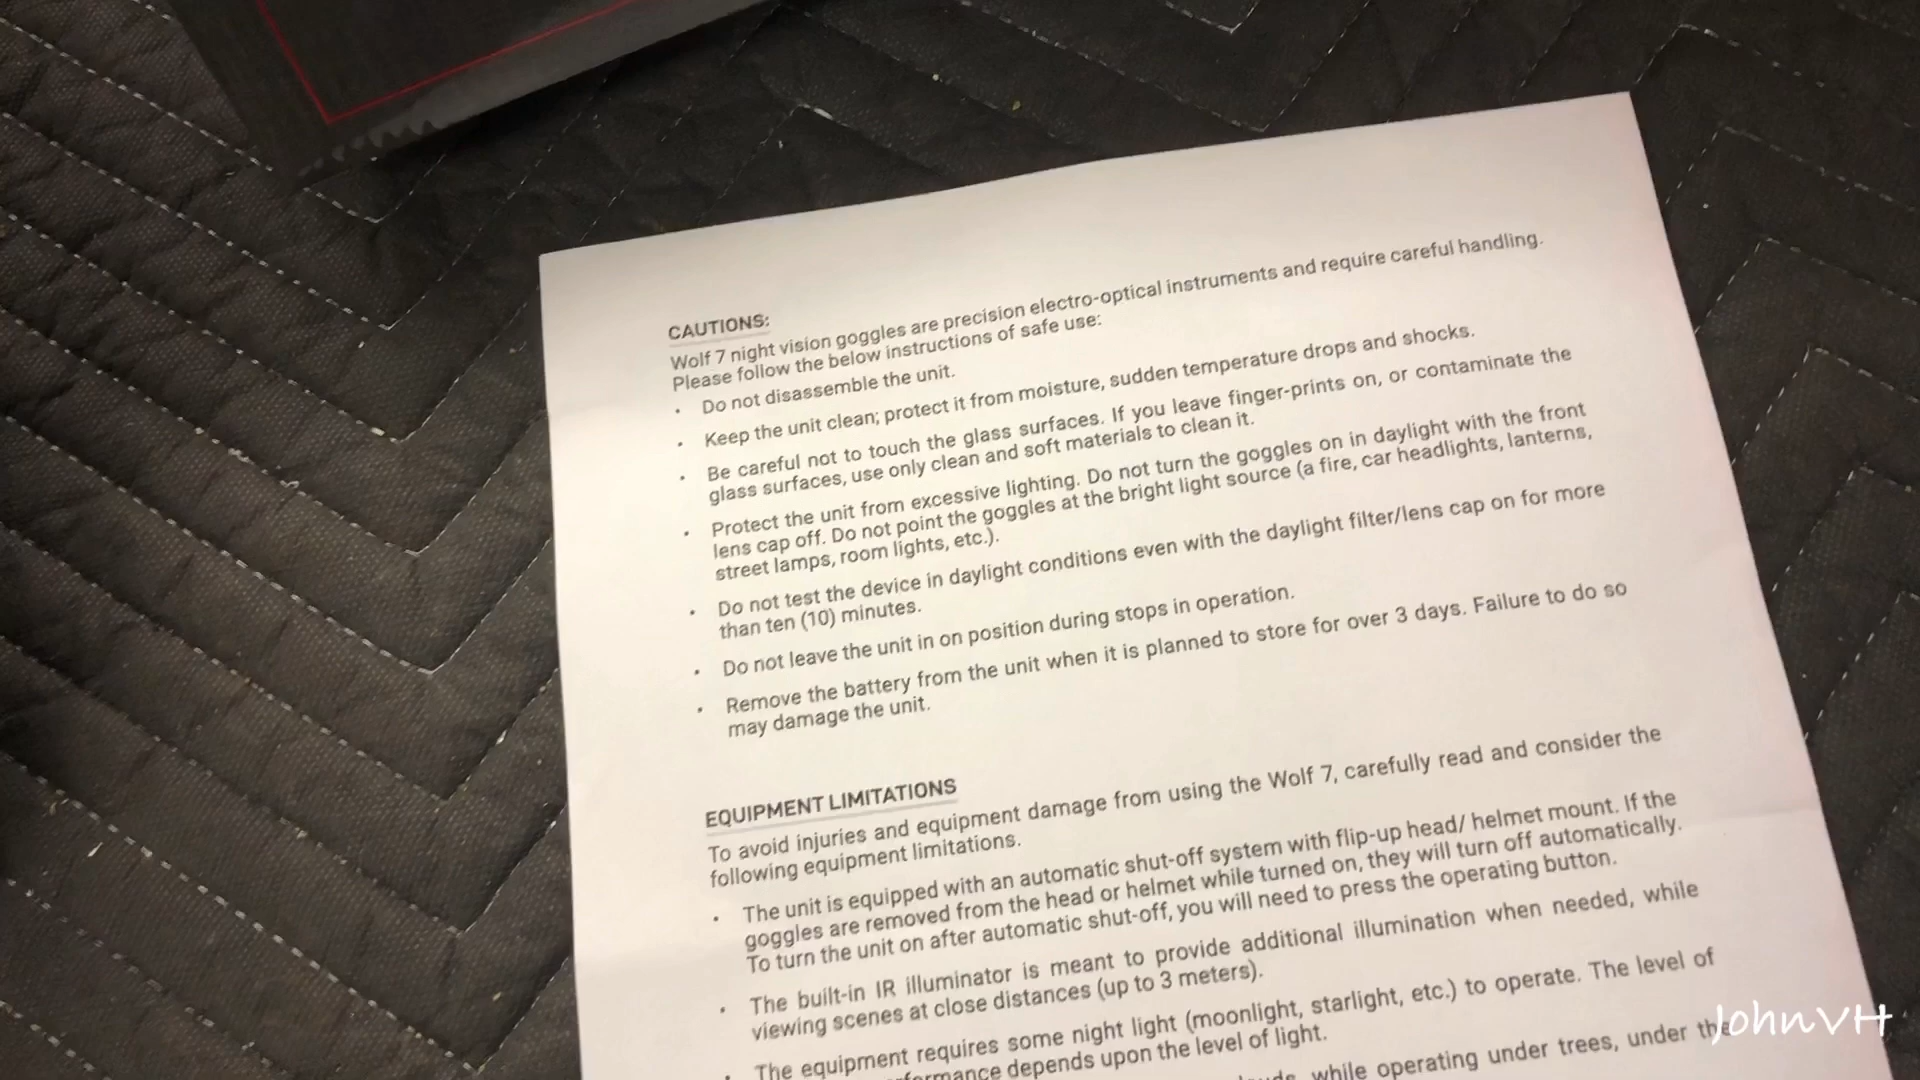 CAUTIONS:
Wolf 7 night vision goggles are precision electro-optical instruments and require careful handling.
Please follow the below instructions of safe use:
• Do not disassemble the unit.
• Keep the unit clean; protect it from moisture, sudden temperature drops and shocks.
• Be careful not to touch the glass surfaces. If you leave finger-prints on, or contaminate the
glass surfaces, use only clean and soft materials to clean it.
• Protect the unit from excessive lighting. Do not turn the goggles on in daylight with the front
lens cap off. Do not point the goggles at the bright light source (a fire, car headlights, lanterns,
street lamps, room lights, etc.).
• Do not test the device in daylight conditions even with the daylight filter/lens cap on for more
than ten (10) minutes.
• Do not leave the unit in on position during stops in operation.
• Remove the battery from the unit when it is planned to store for over 3 days. Failure to do so
may damage the unit.
EQUIPMENT LIMITATIONS
To avoid injuries and equipment damage from using the Wolf 7, carefully read and consider the
following equipment limitations.
• The unit is equipped with an automatic shut-off system with flip-up head/ helmet mount. If the
goggles are removed from the head or helmet while turned on, they will turn off automatically.
To turn the unit on after automatic shut-off, you will need to press the operating button.
• The built-in IR illuminator is meant to provide additional illumination when needed, while
viewing scenes at close distances (up to 3 meters).
• The equipment requires some night light (moonlight, starlight, etc.) to operate. The level of
depends upon the level of light.
while operating under trees, under the
JohnVH